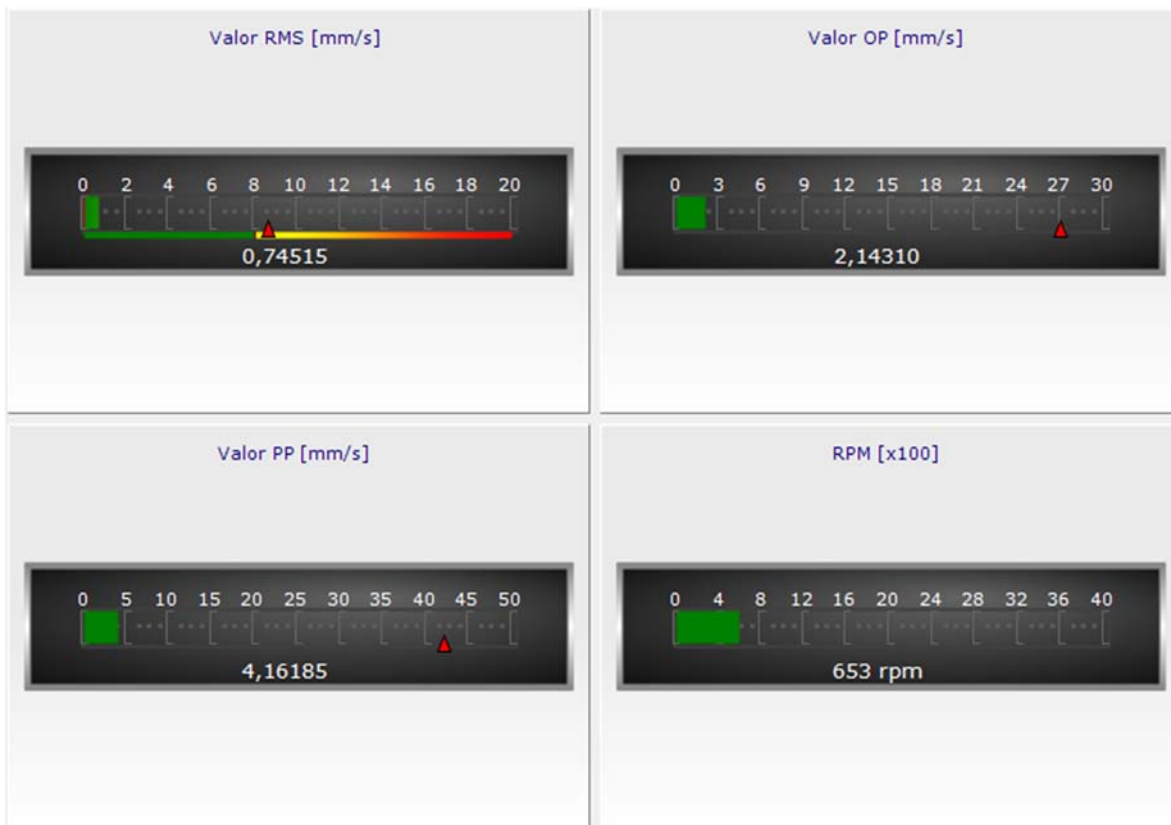 Valor RMS [mm/s]
0 2 4 6 8 10 12 14 16 18 20
0,74515
Valor OP [mm/s]
0 3 6 9 12 15 18 21 24 27 30
2,14310
Valor PP [mm/s]
0 5 10 15 20 25 30 35 40 45 50
4,16185
RPM [x100]
0 4 8 12 16 20 24 28 32 36 40
653 rpm